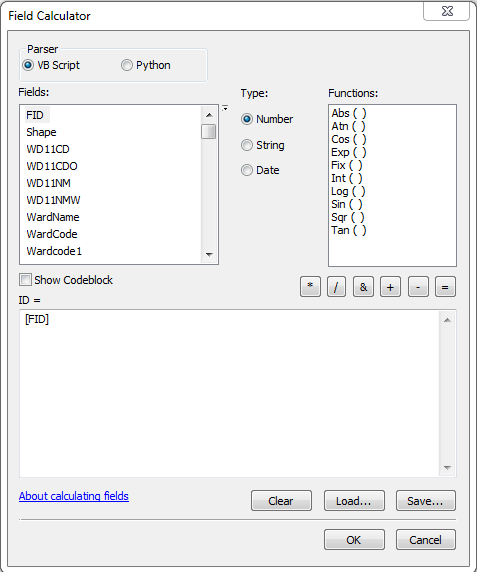 Field Calculator
Parser
VB Script
Python
Fields:
Type:
Functions:
FID
Shape
WD11CD
WD11CDO
WD11NM
WD11NMW
WardName
WardCode
Wardcode1
Number
String
Date
Abs ( )
Atn ( )
Cos ( )
Exp ( )
Fix ( )
Int ( )
Log ( )
Sin ( )
Sqr ( )
Tan ( )
Show Codeblock
* / & + - =
ID =
[FID]
About calculating fields
Clear
Load...
Save...
OK
Cancel